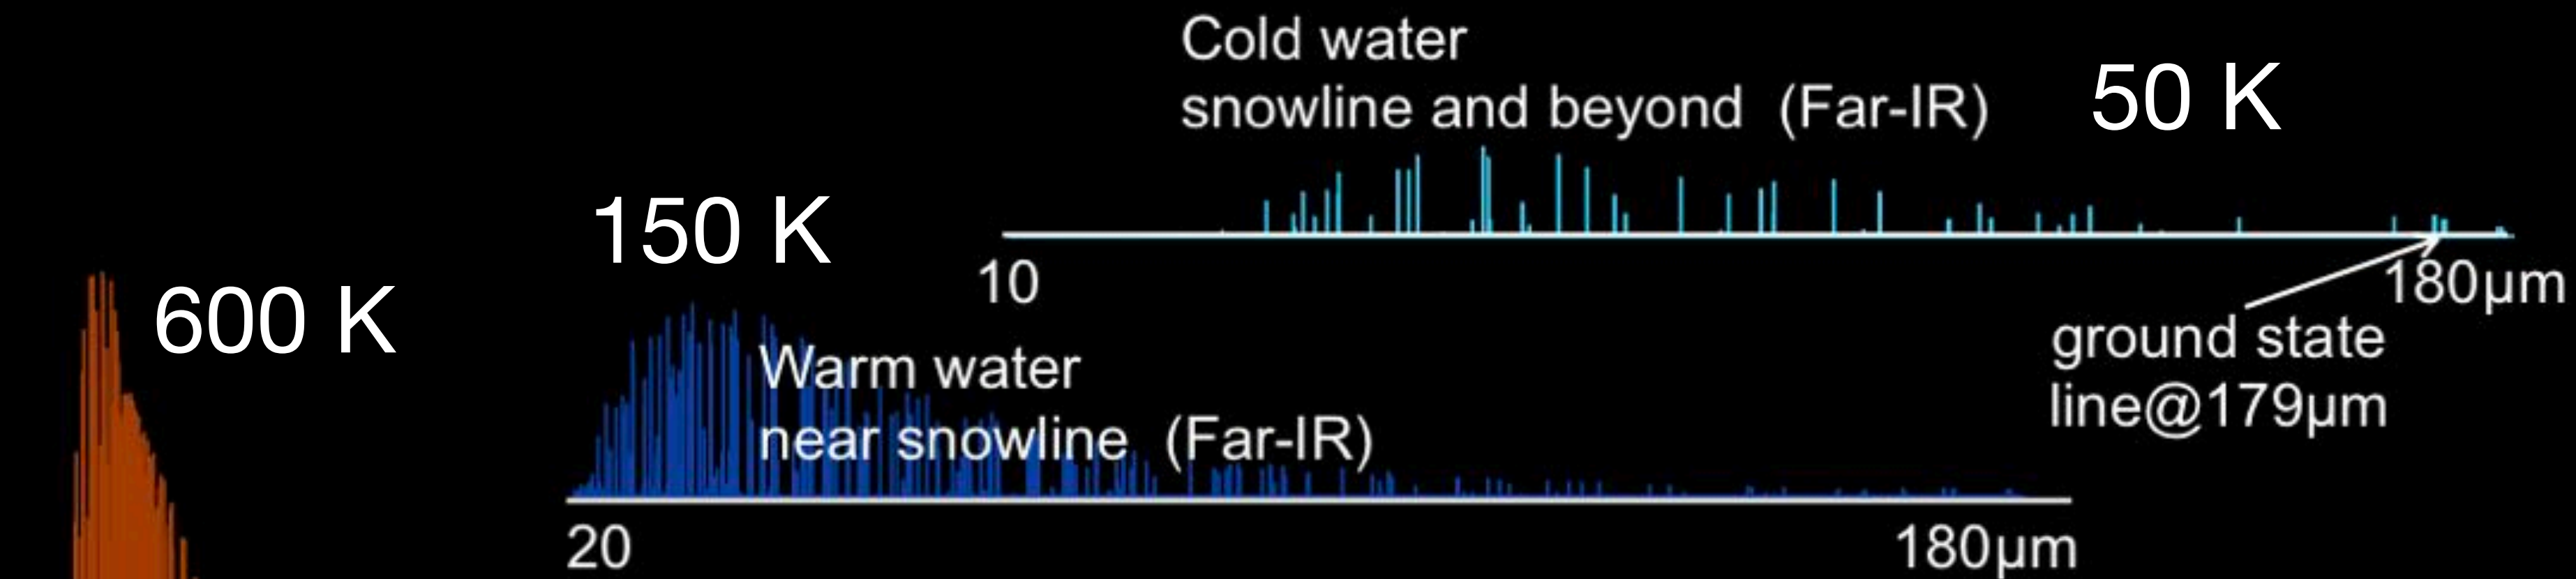 Cold water
snowline and beyond (Far-IR)
50 K
10
180µm
ground state
line@179µm
150 K
Warm water
near snowline (Far-IR)
20
180µm
600 K